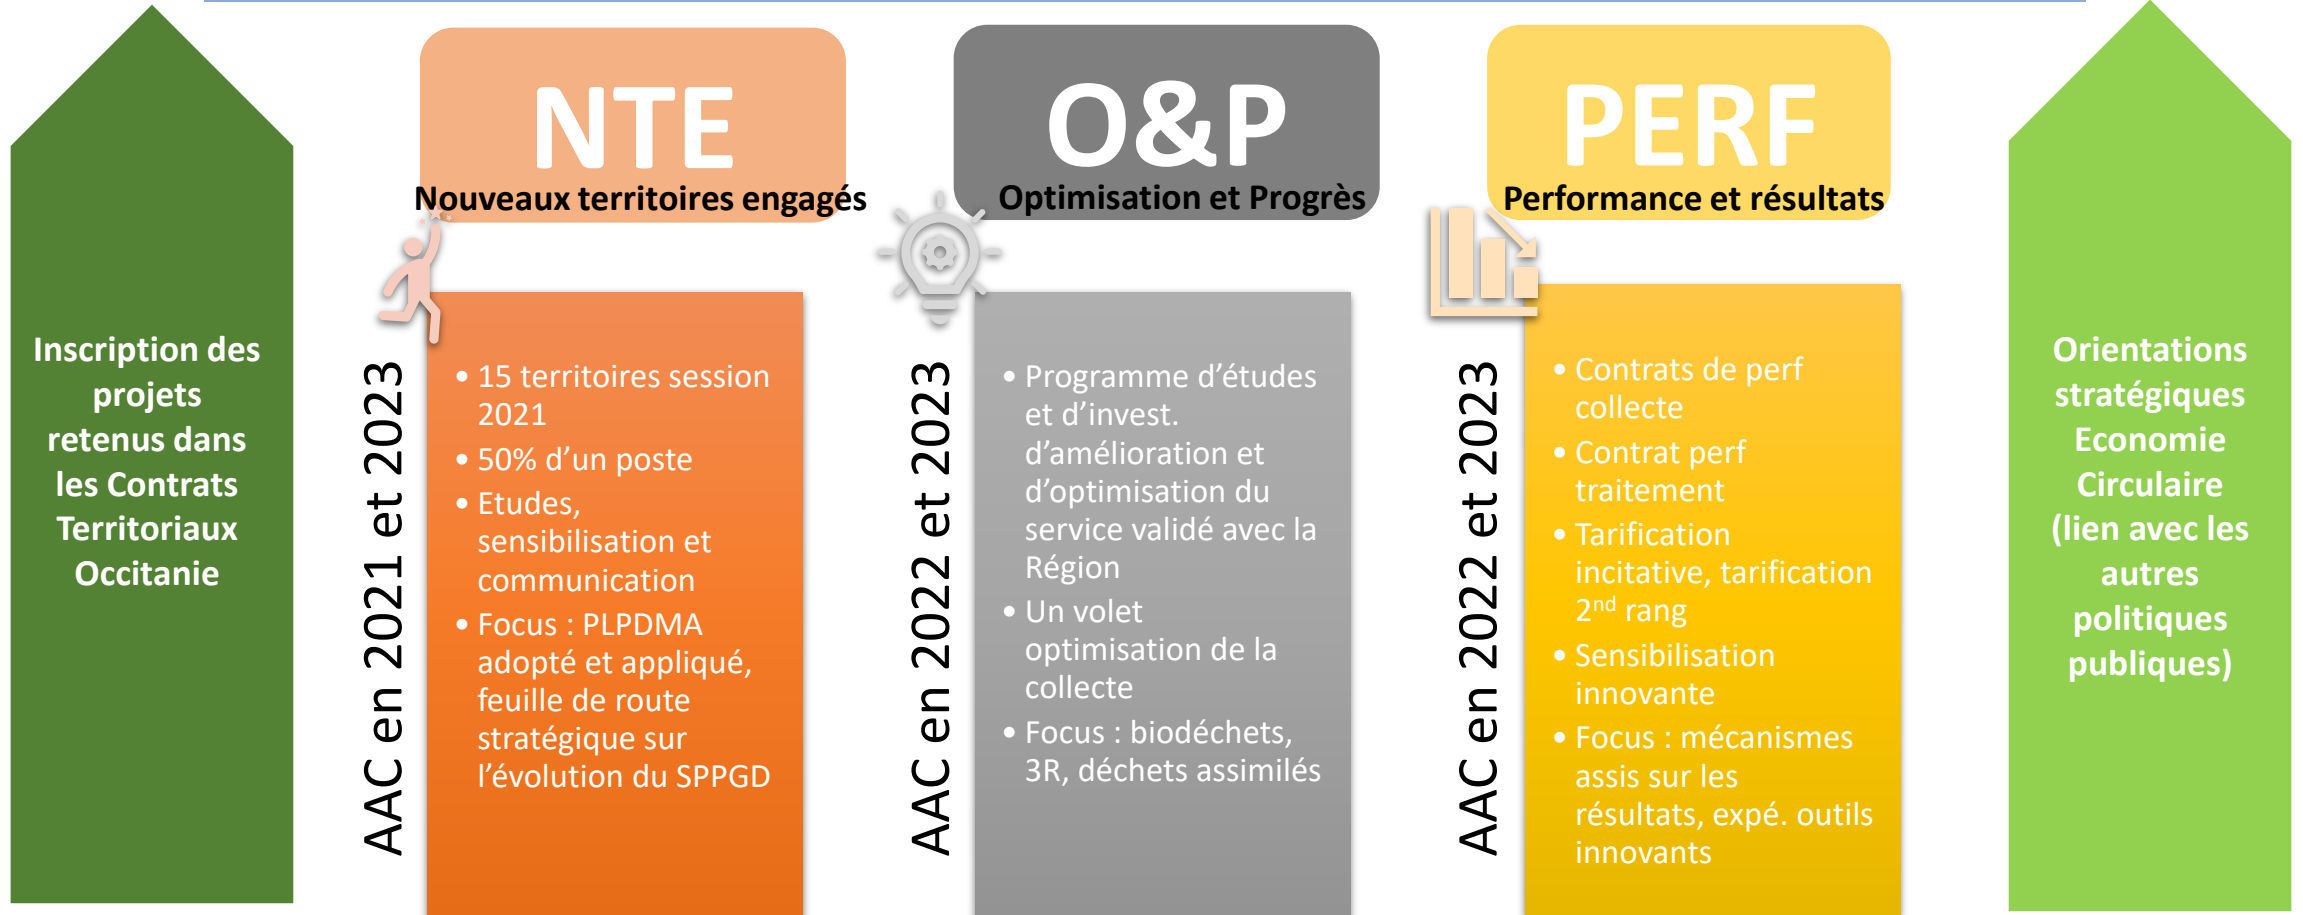 Inscription des
projets
retenus dans
les Contrats
Territoriaux
Occitanie
NTE
Nouveaux territoires engagés
AAC en 2021 et 2023
• 15 territoires session
2021
• 50% d’un poste
• Etudes,
sensibilisation et
communication
• Focus : PLPDMA
adopté et appliqué,
feuille de route
stratégique sur
l’évolution du SPPGD
O&P
Optimisation et Progrès
AAC en 2022 et 2023
• Programme d’études
et d’invest.
d’amélioration et
d’optimisation du
service validé avec la
Région
• Un volet
optimisation de la
collecte
• Focus : biodéchets,
3R, déchets assimilés
PERF
Performance et résultats
AAC en 2022 et 2023
• Contrats de perf
collecte
• Contrat perf
traitement
• Tarification
incitative, tarification
2nd rang
• Sensibilisation
innovante
• Focus : mécanismes
assis sur les
résultats, expé. outils
innovants
Orientations
stratégiques
Economie
Circulaire
(lien avec les
autres
politiques
publiques)